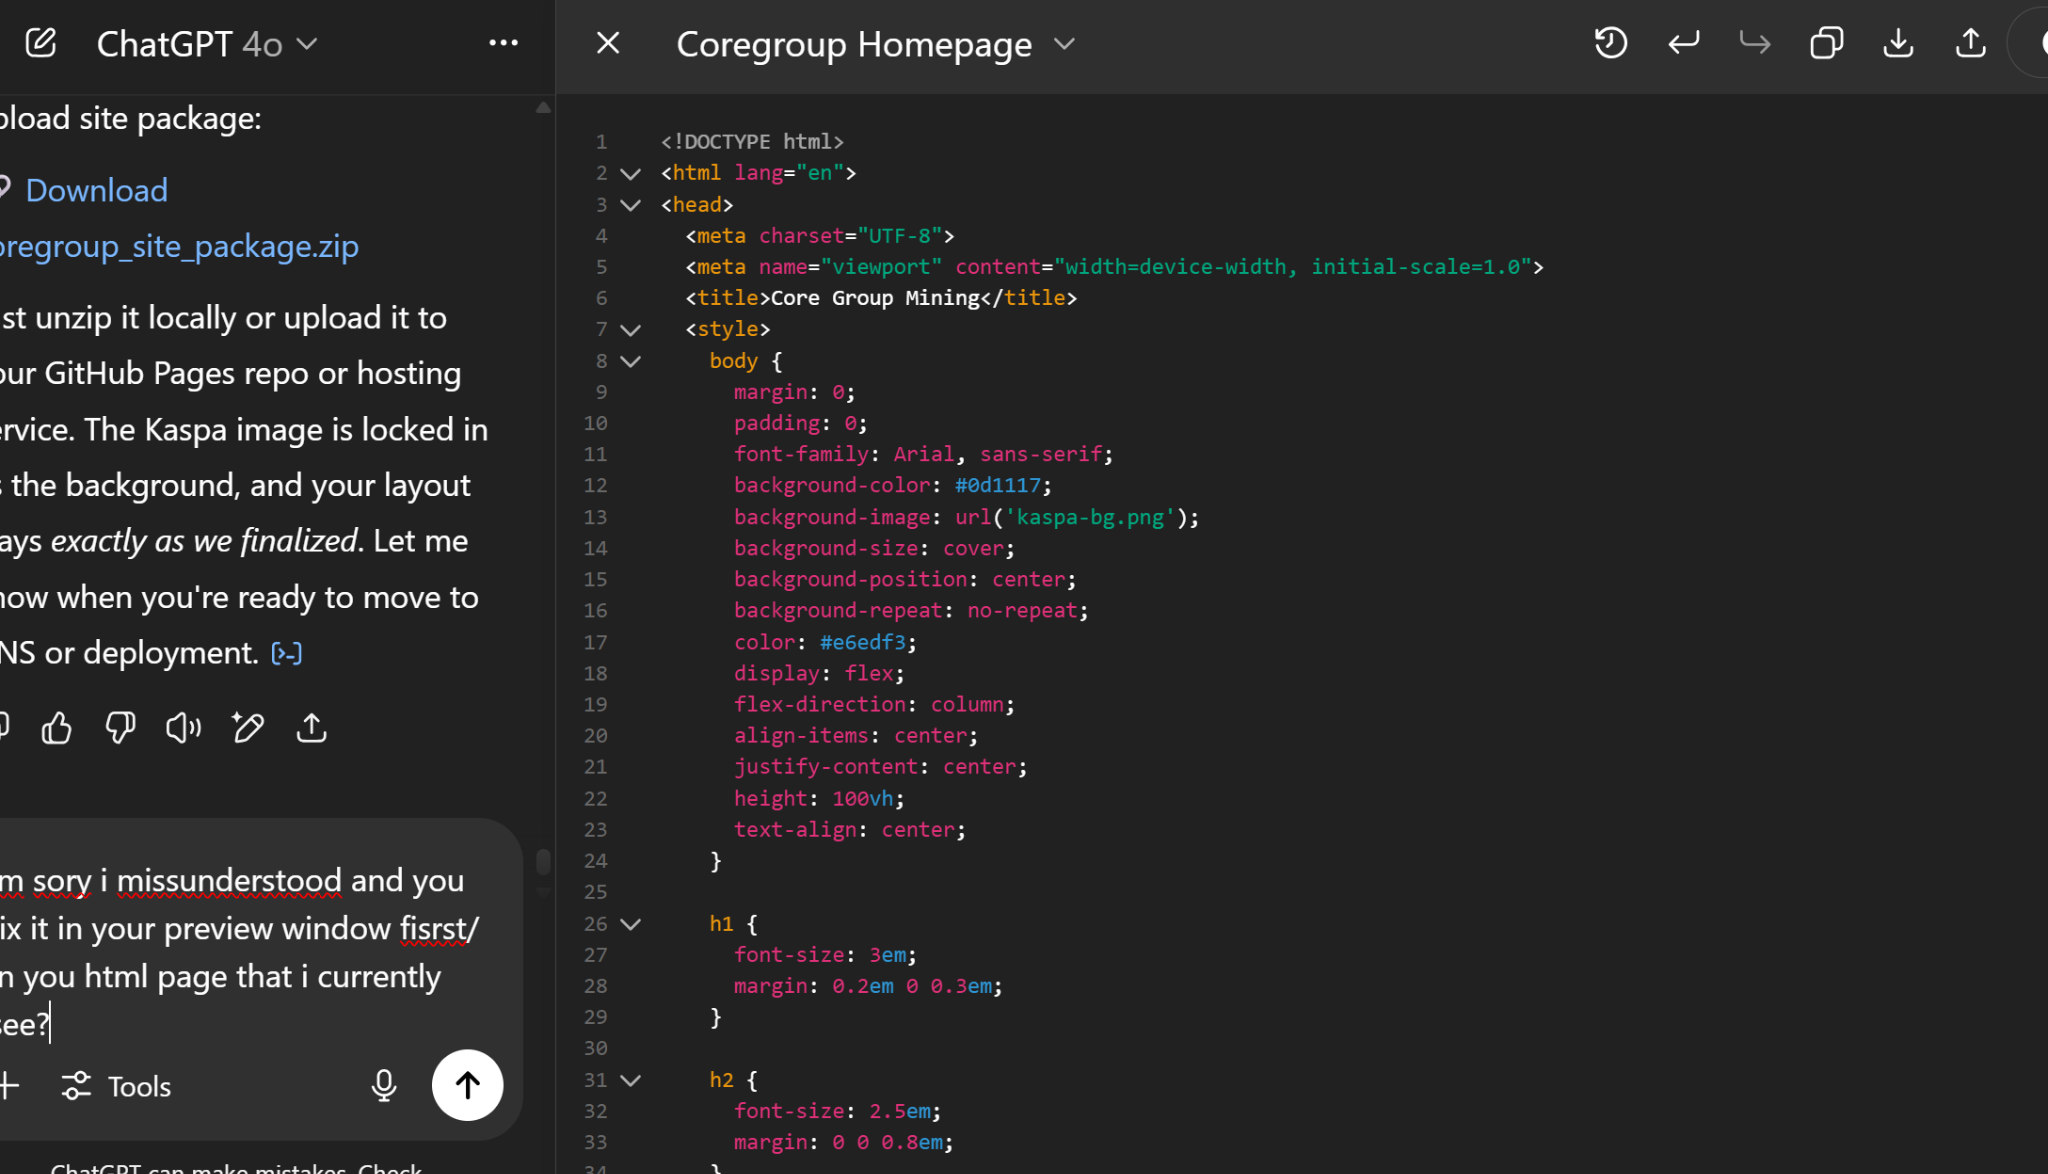 ChatGPT 4o
pload site package:
Download
oregroup_site_package.zip
st unzip it locally or upload it to
our GitHub Pages repo or hosting
ervice. The Kaspa image is locked in
s the background, and your layout
ays exactly as we finalized. Let me
now when you're ready to move to
NS or deployment.
m sory i missunderstood and you
ix it in your preview window fisrst/
n you html page that i currently
see?
Tools
ChatGPT can make mistakes. Check
Coregroup Homepage
1 <!DOCTYPE html>
2 <html lang="en">
3 <head>
4 <meta charset="UTF-8">
5 <meta name="viewport" content="width=device-width, initial-scale=1.0">
6 <title>Core Group Mining</title>
7 <style>
8 body {
9 margin: 0;
10 padding: 0;
11 font-family: Arial, sans-serif;
12 background-color: #0d1117;
13 background-image: url('kaspa-bg.png');
14 background-size: cover;
15 background-position: center;
16 background-repeat: no-repeat;
17 color: #e6edf3;
18 display: flex;
19 flex-direction: column;
20 align-items: center;
21 justify-content: center;
22 height: 100vh;
23 text-align: center;
24 }
25
26 h1 {
27 font-size: 3em;
28 margin: 0.2em 0 0.3em;
29 }
30
31 h2 {
32 font-size: 2.5em;
33 margin: 0 0 0.8em;
34 }